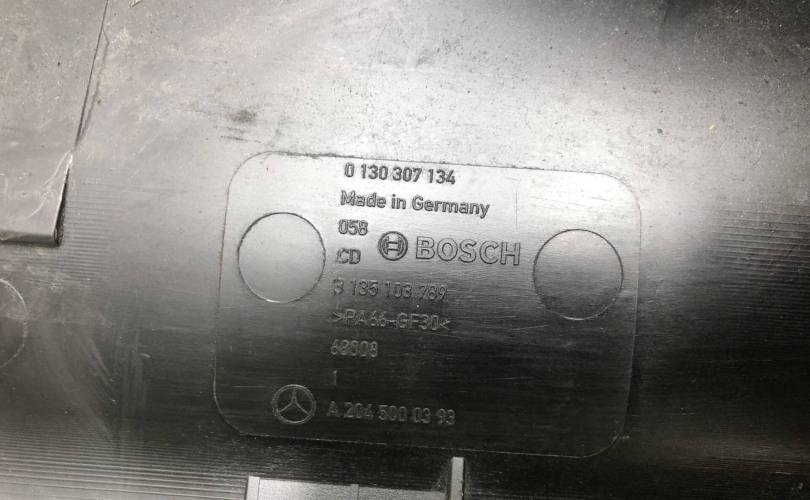 0 130 307 134
Made in Germany
058
CD
BOSCH
3 135 103 789
>PA66-GF30<
68808
1
A 204 500 03 93